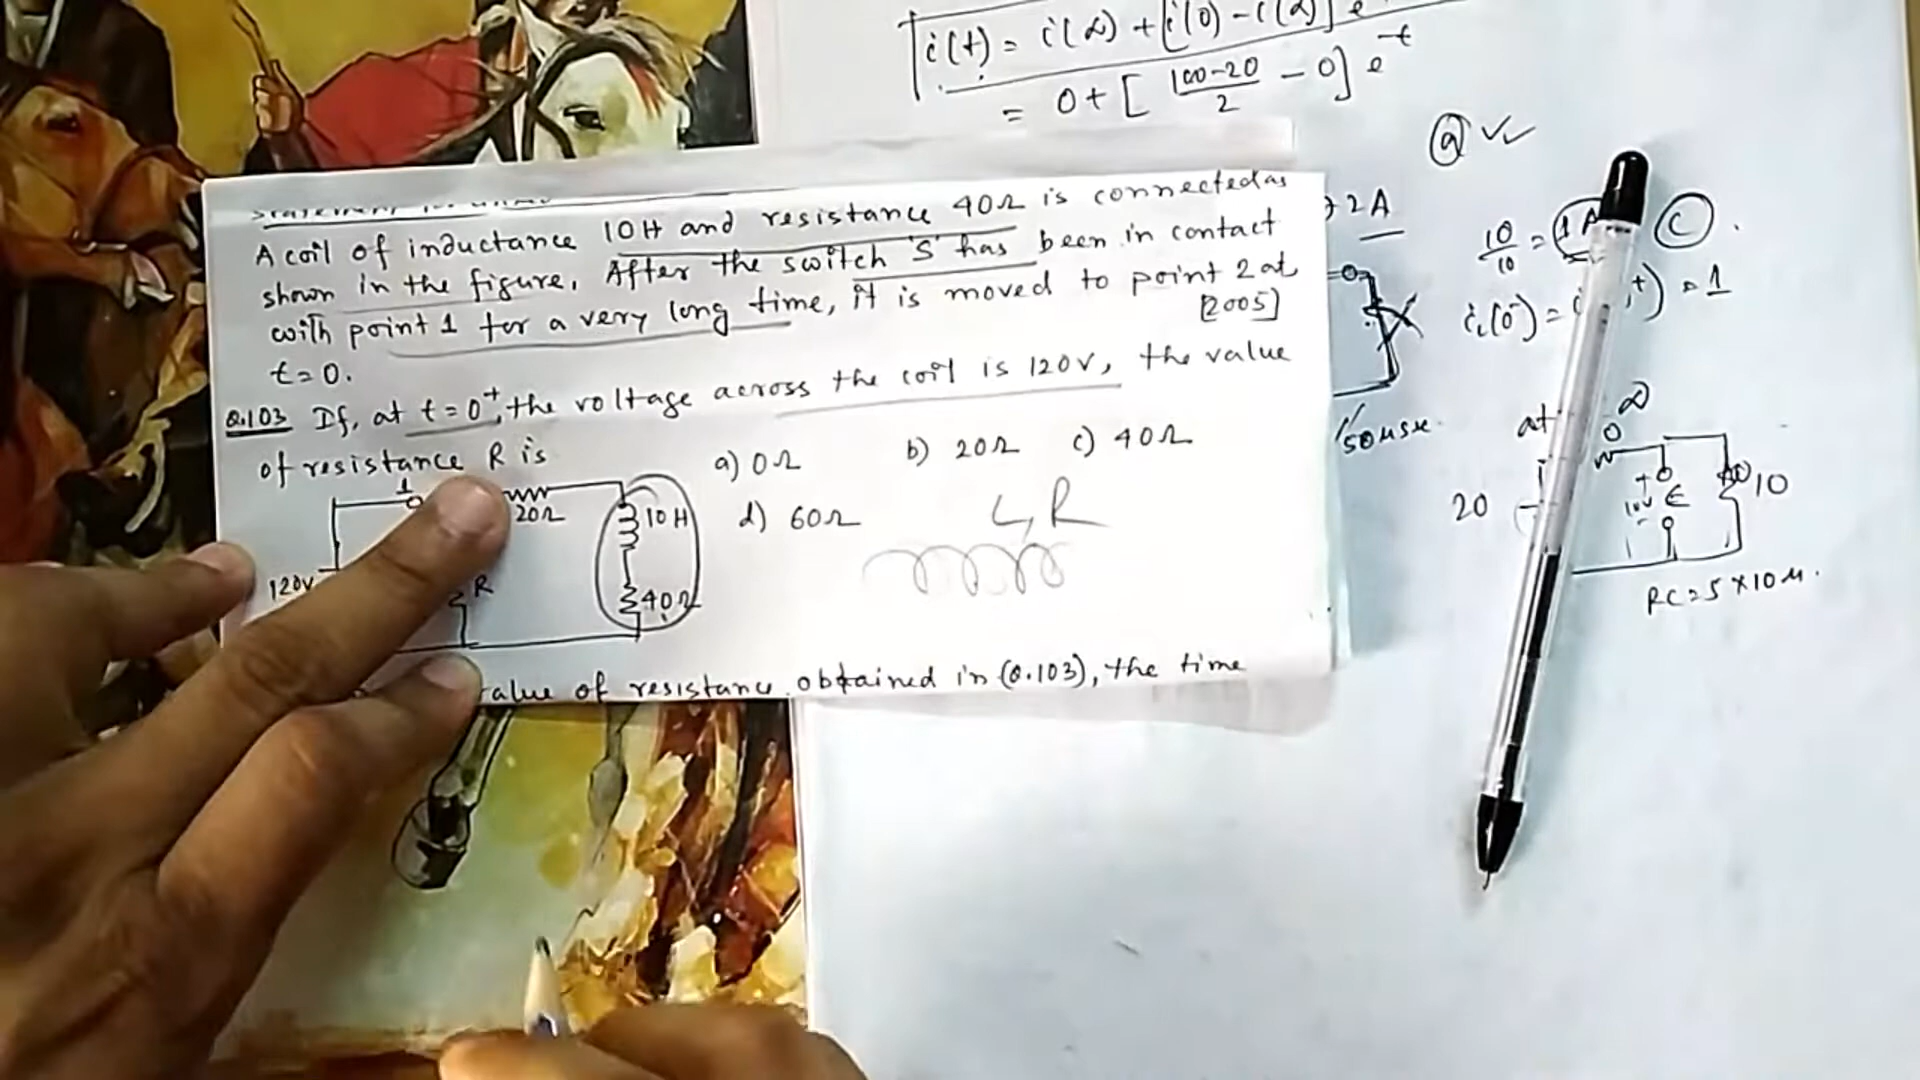 i(t) = i(∞) + [i(0) - i(∞)] e
= 0 + [ 100-20 / 2 - 0] e^-t
(a) ✓✓
A coil of inductance 10H and resistance 40Ω is connected as
shown in the figure. After the switch 'S' has been in contact
with point 1 for a very long time, it is moved to point 2 at
t = 0.
[2005]
Q.103 If, at t = 0⁺, the voltage across the coil is 120V, the value
of resistance R is
a) 0Ω
b) 20Ω
c) 40Ω
d) 60Ω
1
20Ω
10H
120V
R
40Ω
L, R
value of resistance obtained in (Q.103), the time
2A
10/10 = 1A
(C).
= 1
50μse
at
∞
20
10
RC = 5 × 10μ.